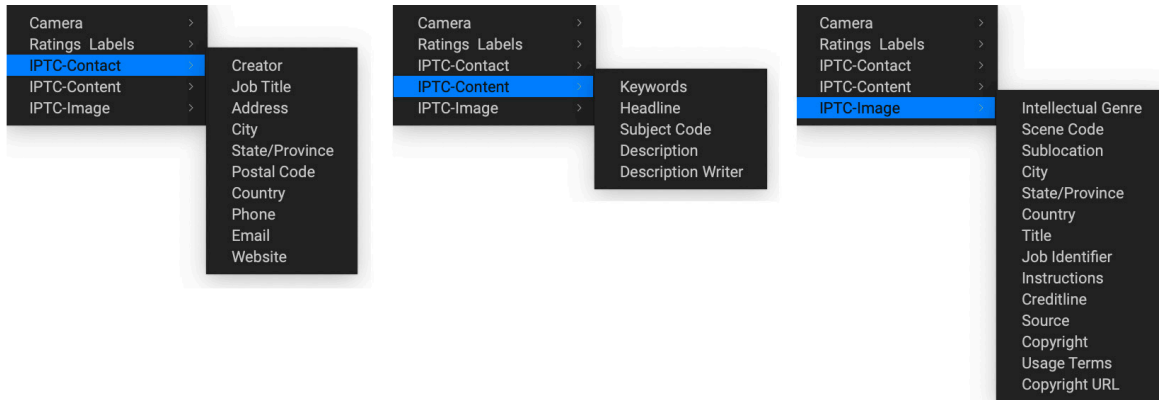 Camera
Ratings Labels
IPTC-Contact
IPTC-Content
IPTC-Image
Creator
Job Title
Address
City
State/Province
Postal Code
Country
Phone
Email
Website
Camera
Ratings Labels
IPTC-Contact
IPTC-Content
IPTC-Image
Keywords
Headline
Subject Code
Description
Description Writer
Camera
Ratings Labels
IPTC-Contact
IPTC-Content
IPTC-Image
Intellectual Genre
Scene Code
Sublocation
City
State/Province
Country
Title
Job Identifier
Instructions
Creditline
Source
Copyright
Usage Terms
Copyright URL